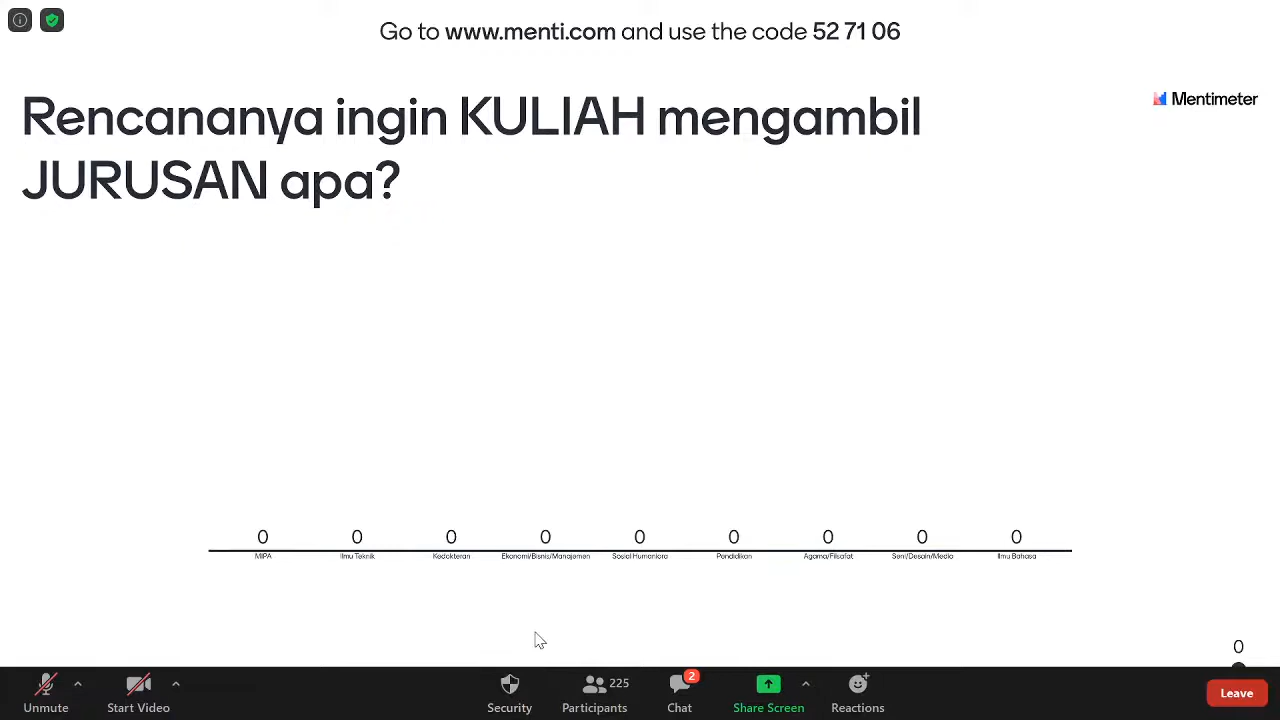 Go to www.menti.com and use the code 52 71 06
Rencananya ingin KULIAH mengambil
JURUSAN apa?
Mentimeter
0 0 0 0 0 0 0 0 0
MIPA Ilmu Teknik Kedokteran Ekonomi/Bisnis/Manajemen Sosial Humaniora Pendidikan Agama/Filsafat Seni/Desain/Media Ilmu Bahasa
0
225 2
Unmute Start Video Security Participants Chat Share Screen Reactions Leave